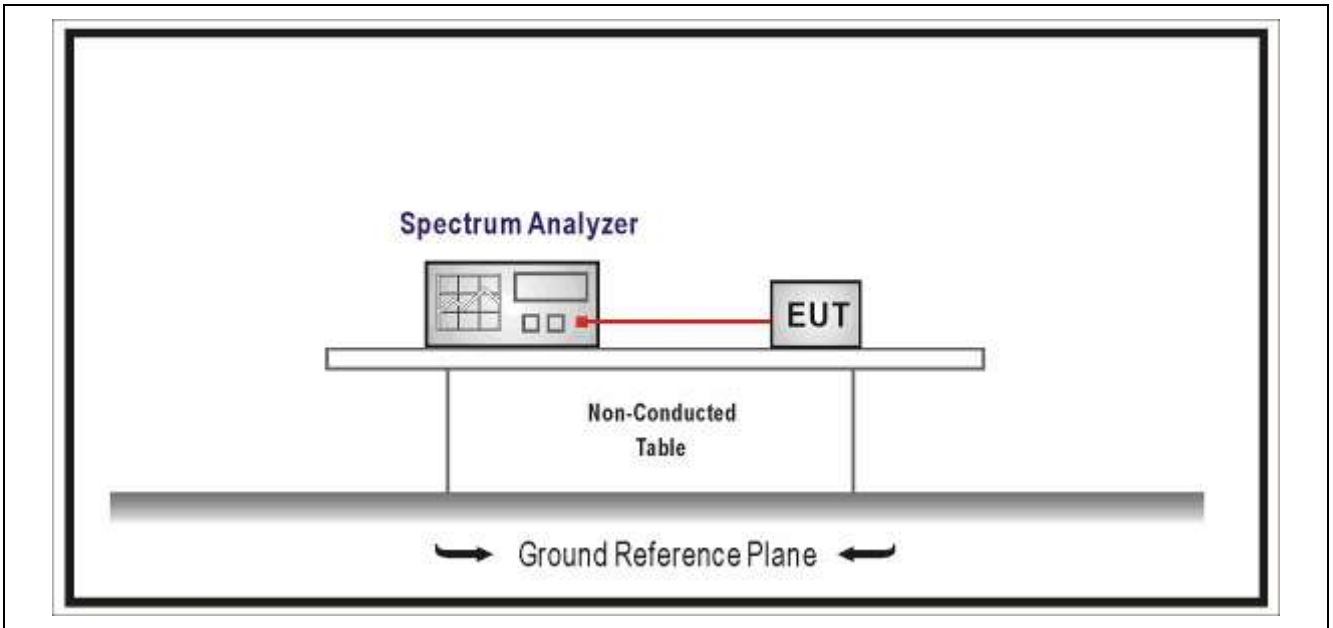 Spectrum Analyzer
EUT
Non-Conducted
Table
Ground Reference Plane